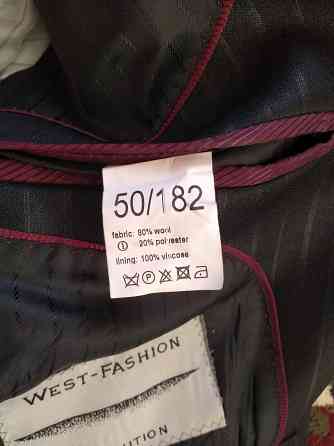 50/182
fabric: 80% wool
20% polyester
lining: 100% viscose
P
WEST-FASHION